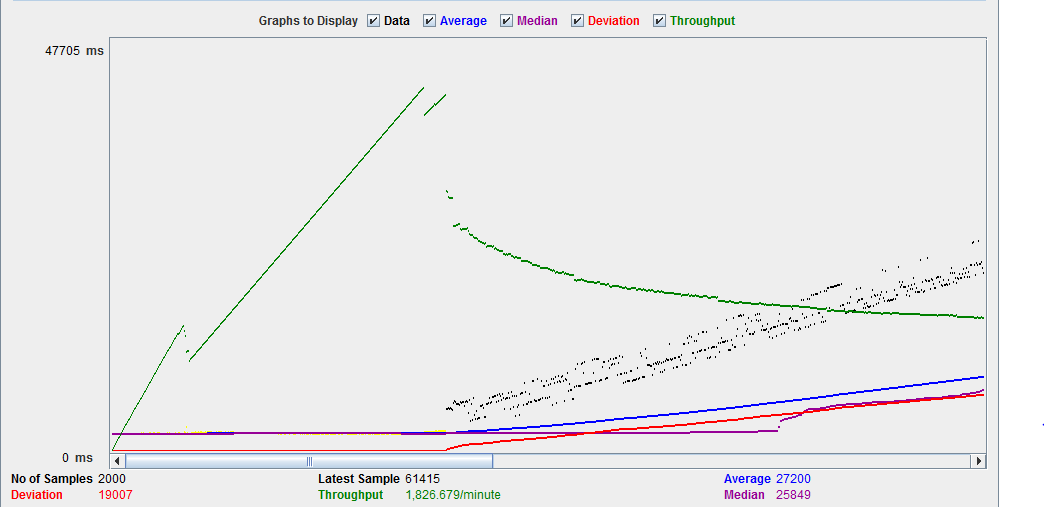 Graphs to Display Data Average Median Deviation Throughput
47705 ms
0 ms
No of Samples 2000 Latest Sample 61415 Average 27200
Deviation 19007 Throughput 1,826.679/minute Median 25849